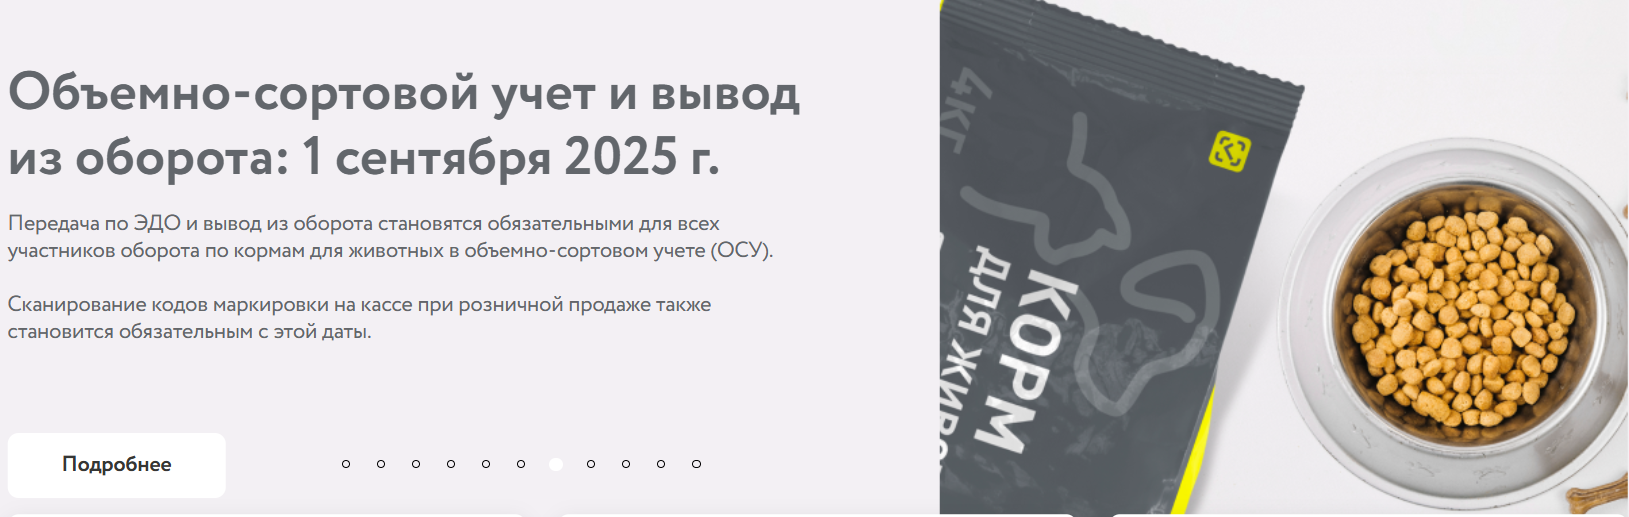 Объемно-сортовой учет и вывод
из оборота: 1 сентября 2025 г.
Передача по ЭДО и вывод из оборота становятся обязательными для всех
участников оборота по кормам для животных в объемно-сортовом учете (ОСУ).
Сканирование кодов маркировки на кассе при розничной продаже также
становится обязательным с этой даты.
Подробнее
4КГ
КОРМ
ДЛЯ